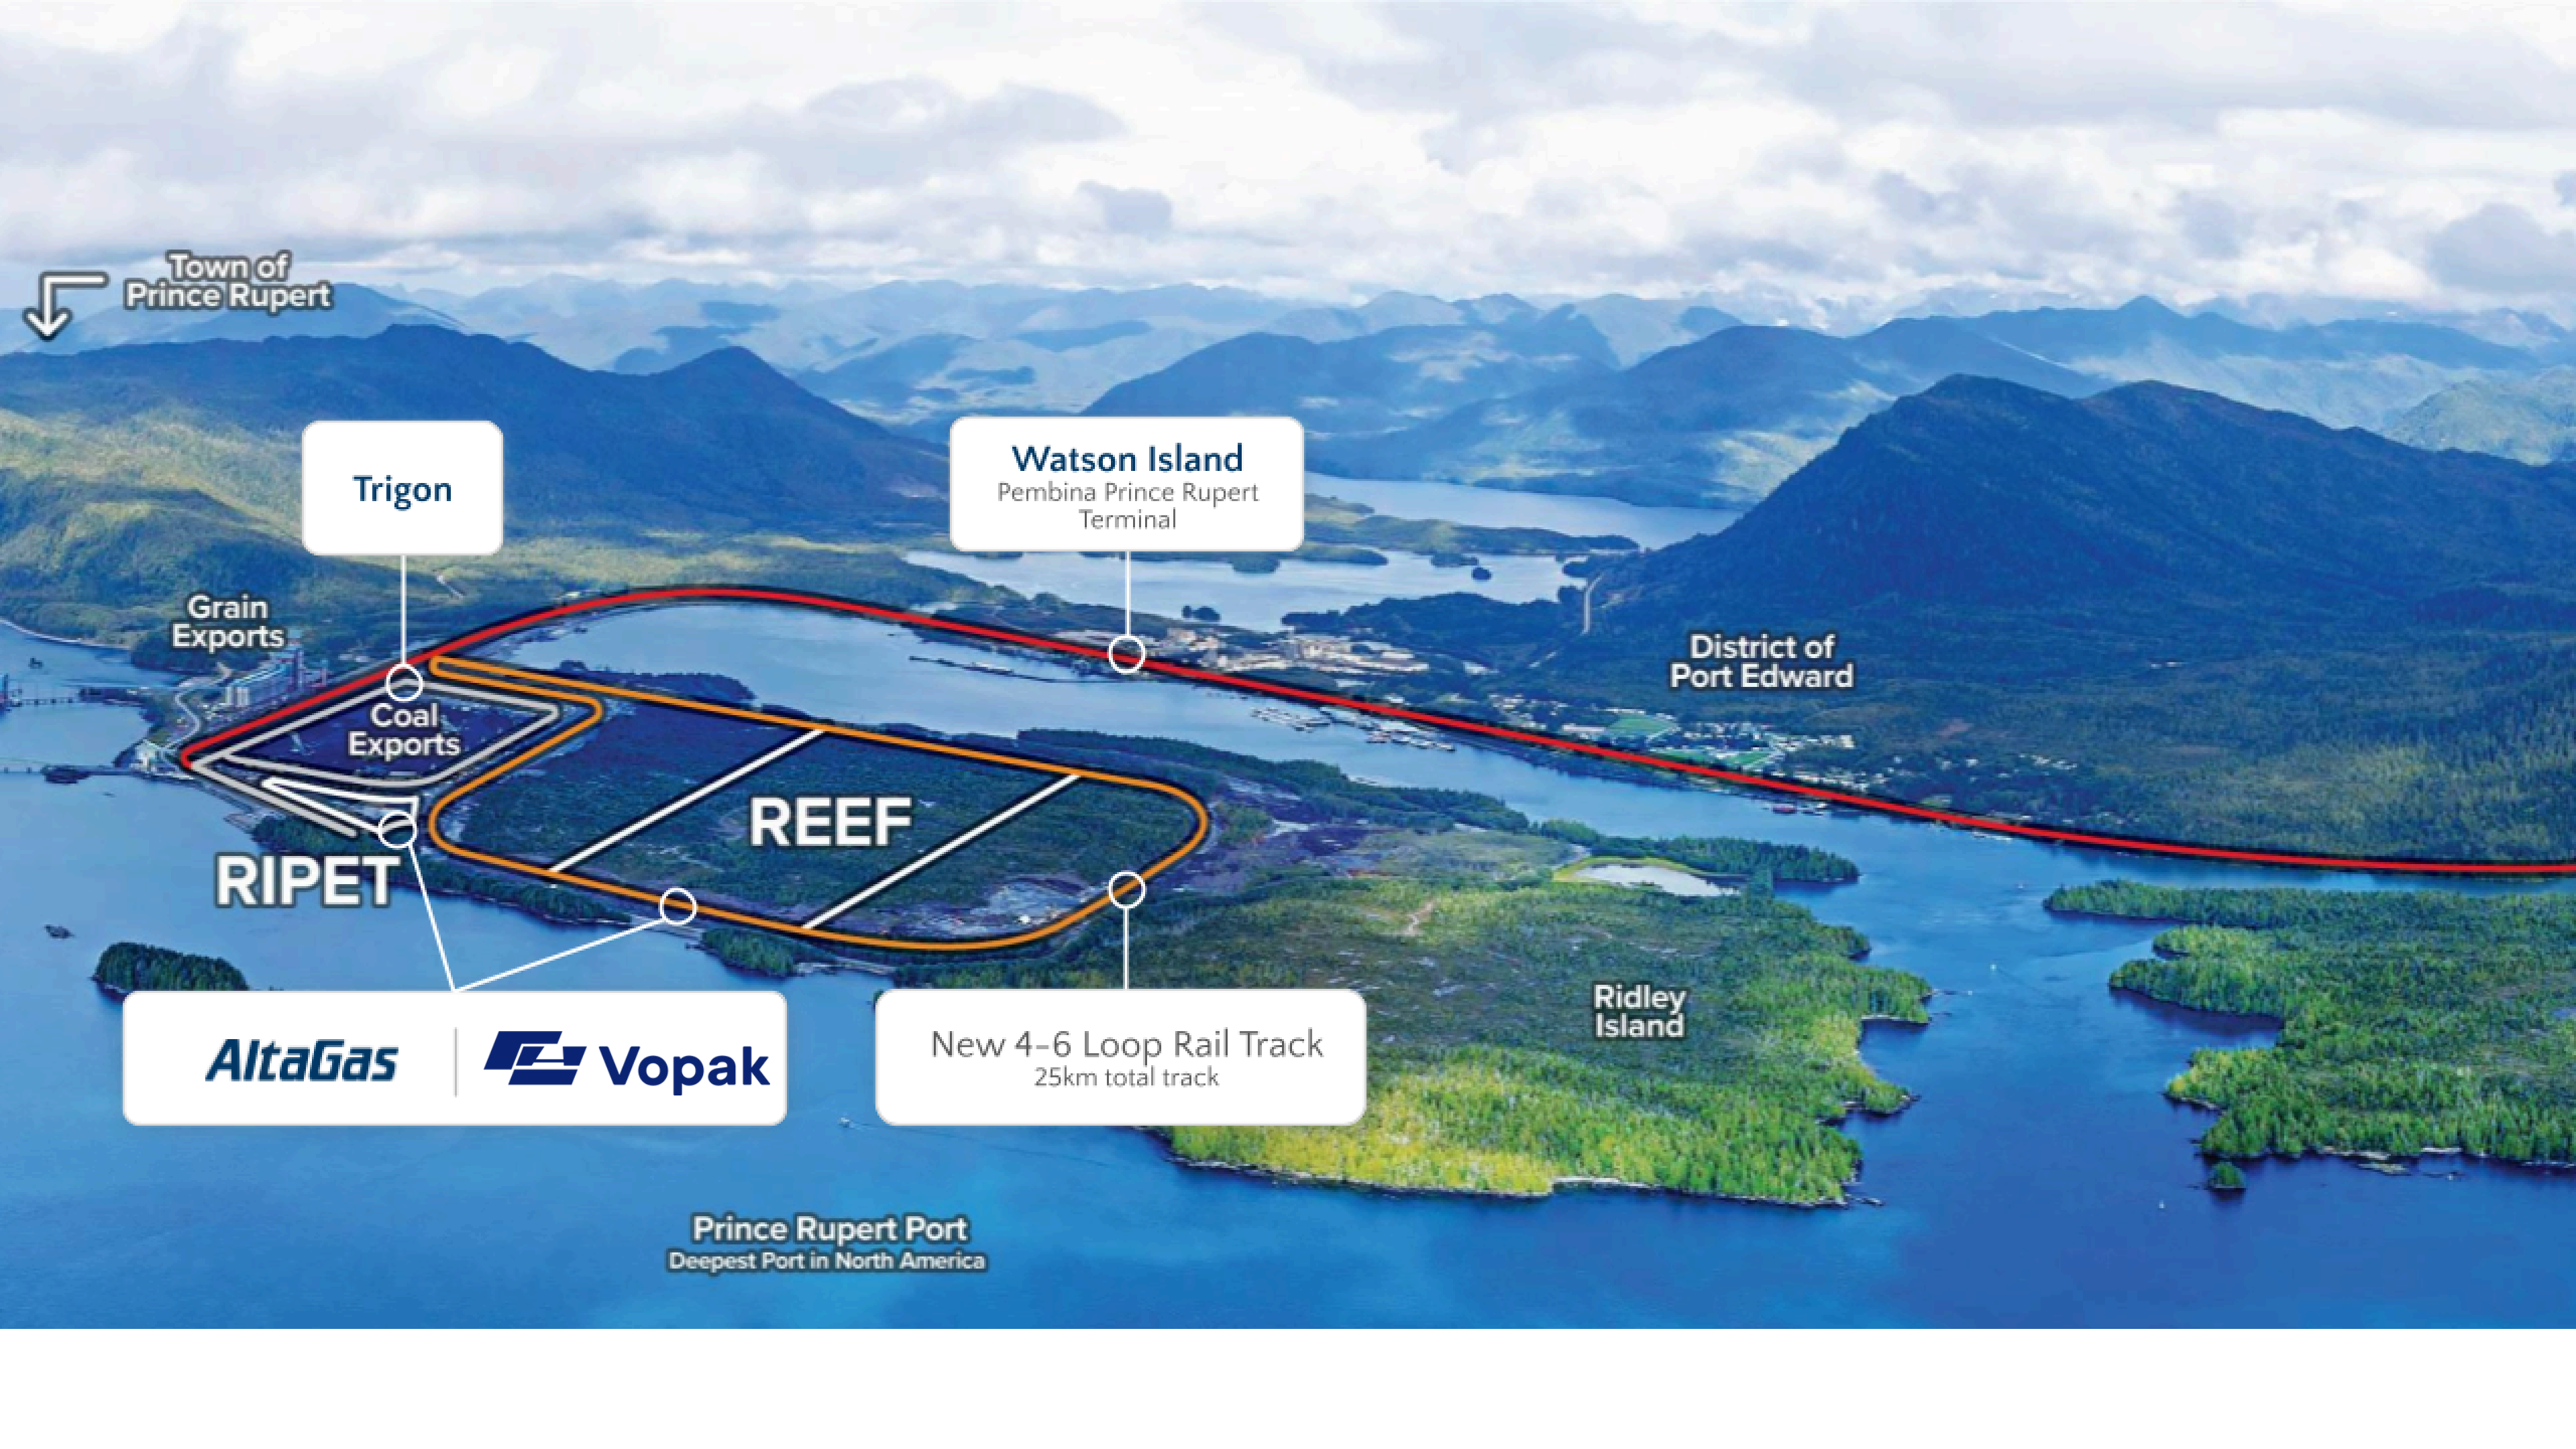 Town of
Prince Rupert
Trigon
Watson Island
Pembina Prince Rupert
Terminal
Grain
Exports
District of
Port Edward
Coal
Exports
REEF
RIPET
Ridley
Island
AltaGas
Vopak
New 4-6 Loop Rail Track
25km total track
Prince Rupert Port
Deepest Port in North America